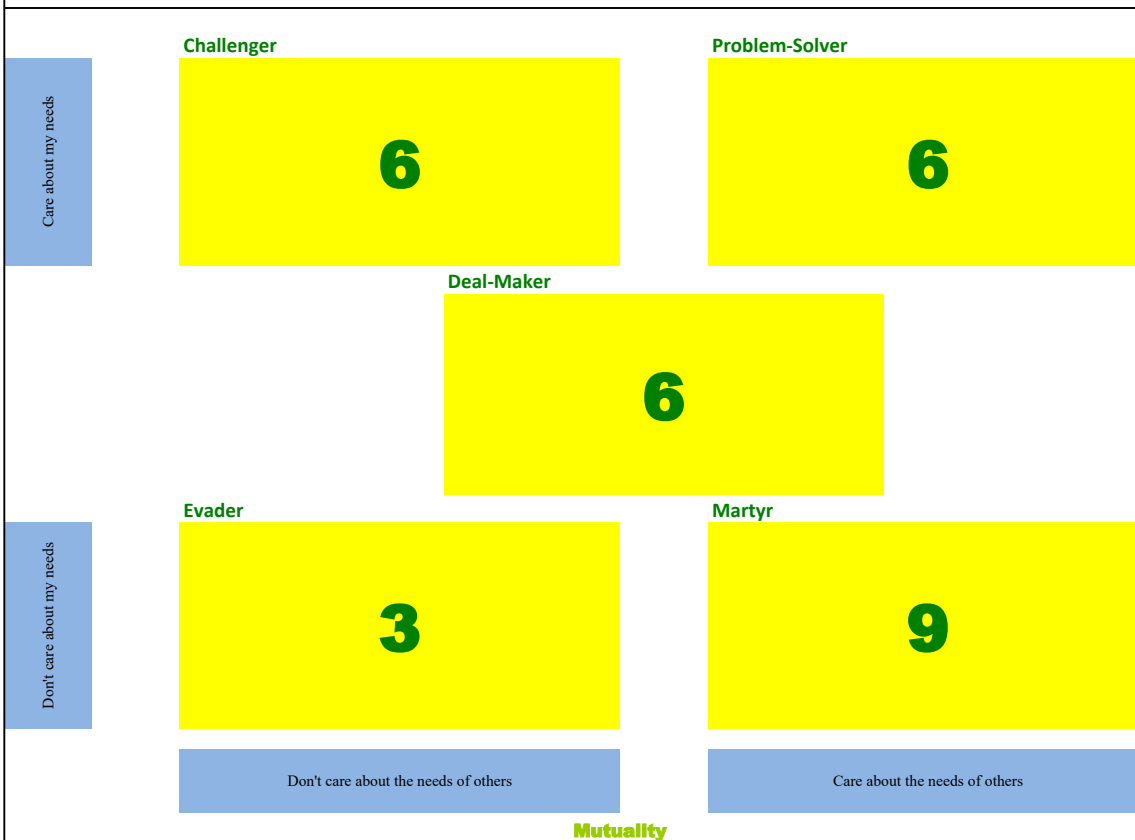 Challenger
Problem-Solver
Care about my needs
6
6
Deal-Maker
6
Evader
Martyr
Don't care about my needs
3
9
Don't care about the needs of others
Care about the needs of others
Mutuality